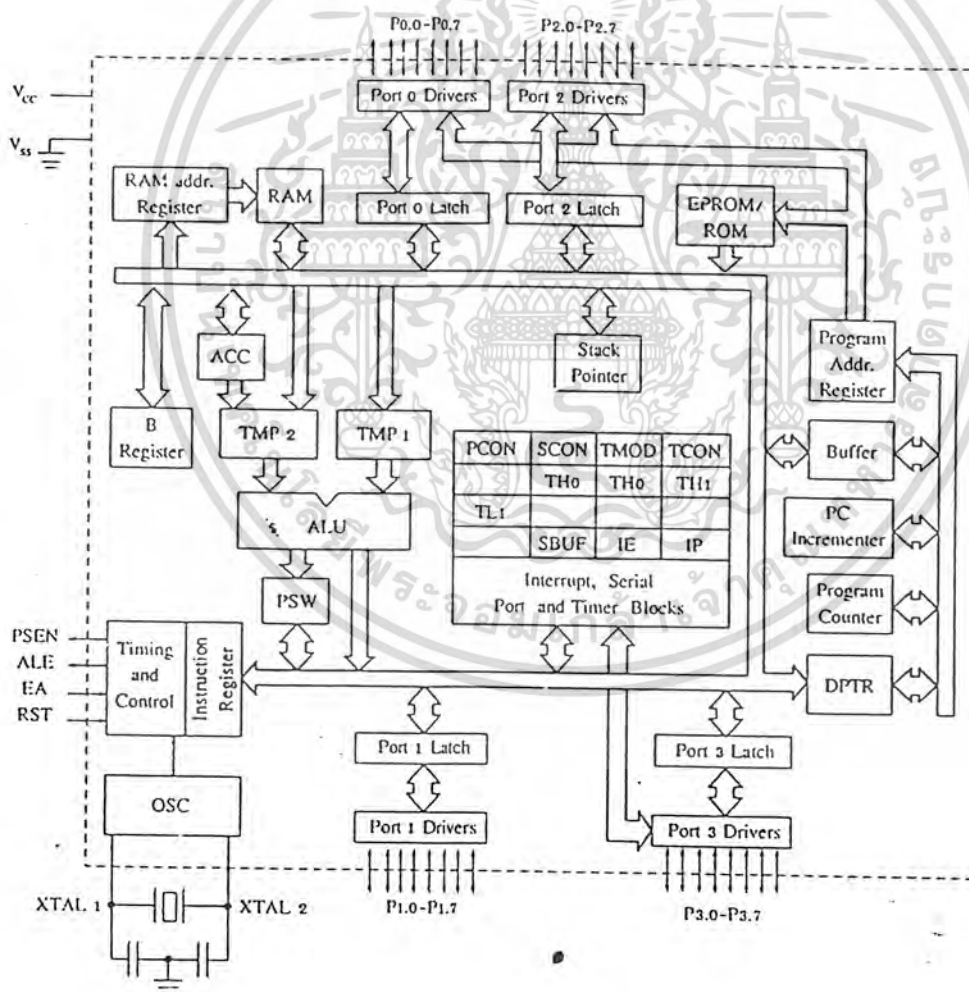 P0.0-P0.7
P2.0-P2.7
Vcc
Vss
Port 0 Drivers
Port 2 Drivers
RAM addr.
Register
RAM
Port 0 Latch
Port 2 Latch
EPROM/
ROM
ACC
Stack
Pointer
Program
Addr.
Register
B
Register
TMP 2
TMP 1
PCON SCON TMOD TCON
TH0 TH0 TH1
TL1
SBUF IE IP
Interrupt, Serial
Port and Timer Blocks
Buffer
ALU
PC
Incrementer
PSW
Program
Counter
PSEN
ALE
EA
RST
Timing
and
Control
Instruction
Register
DPTR
Port 1 Latch
Port 3 Latch
OSC
Port 1 Drivers
Port 3 Drivers
XTAL 1
XTAL 2
P1.0-P1.7
P3.0-P3.7